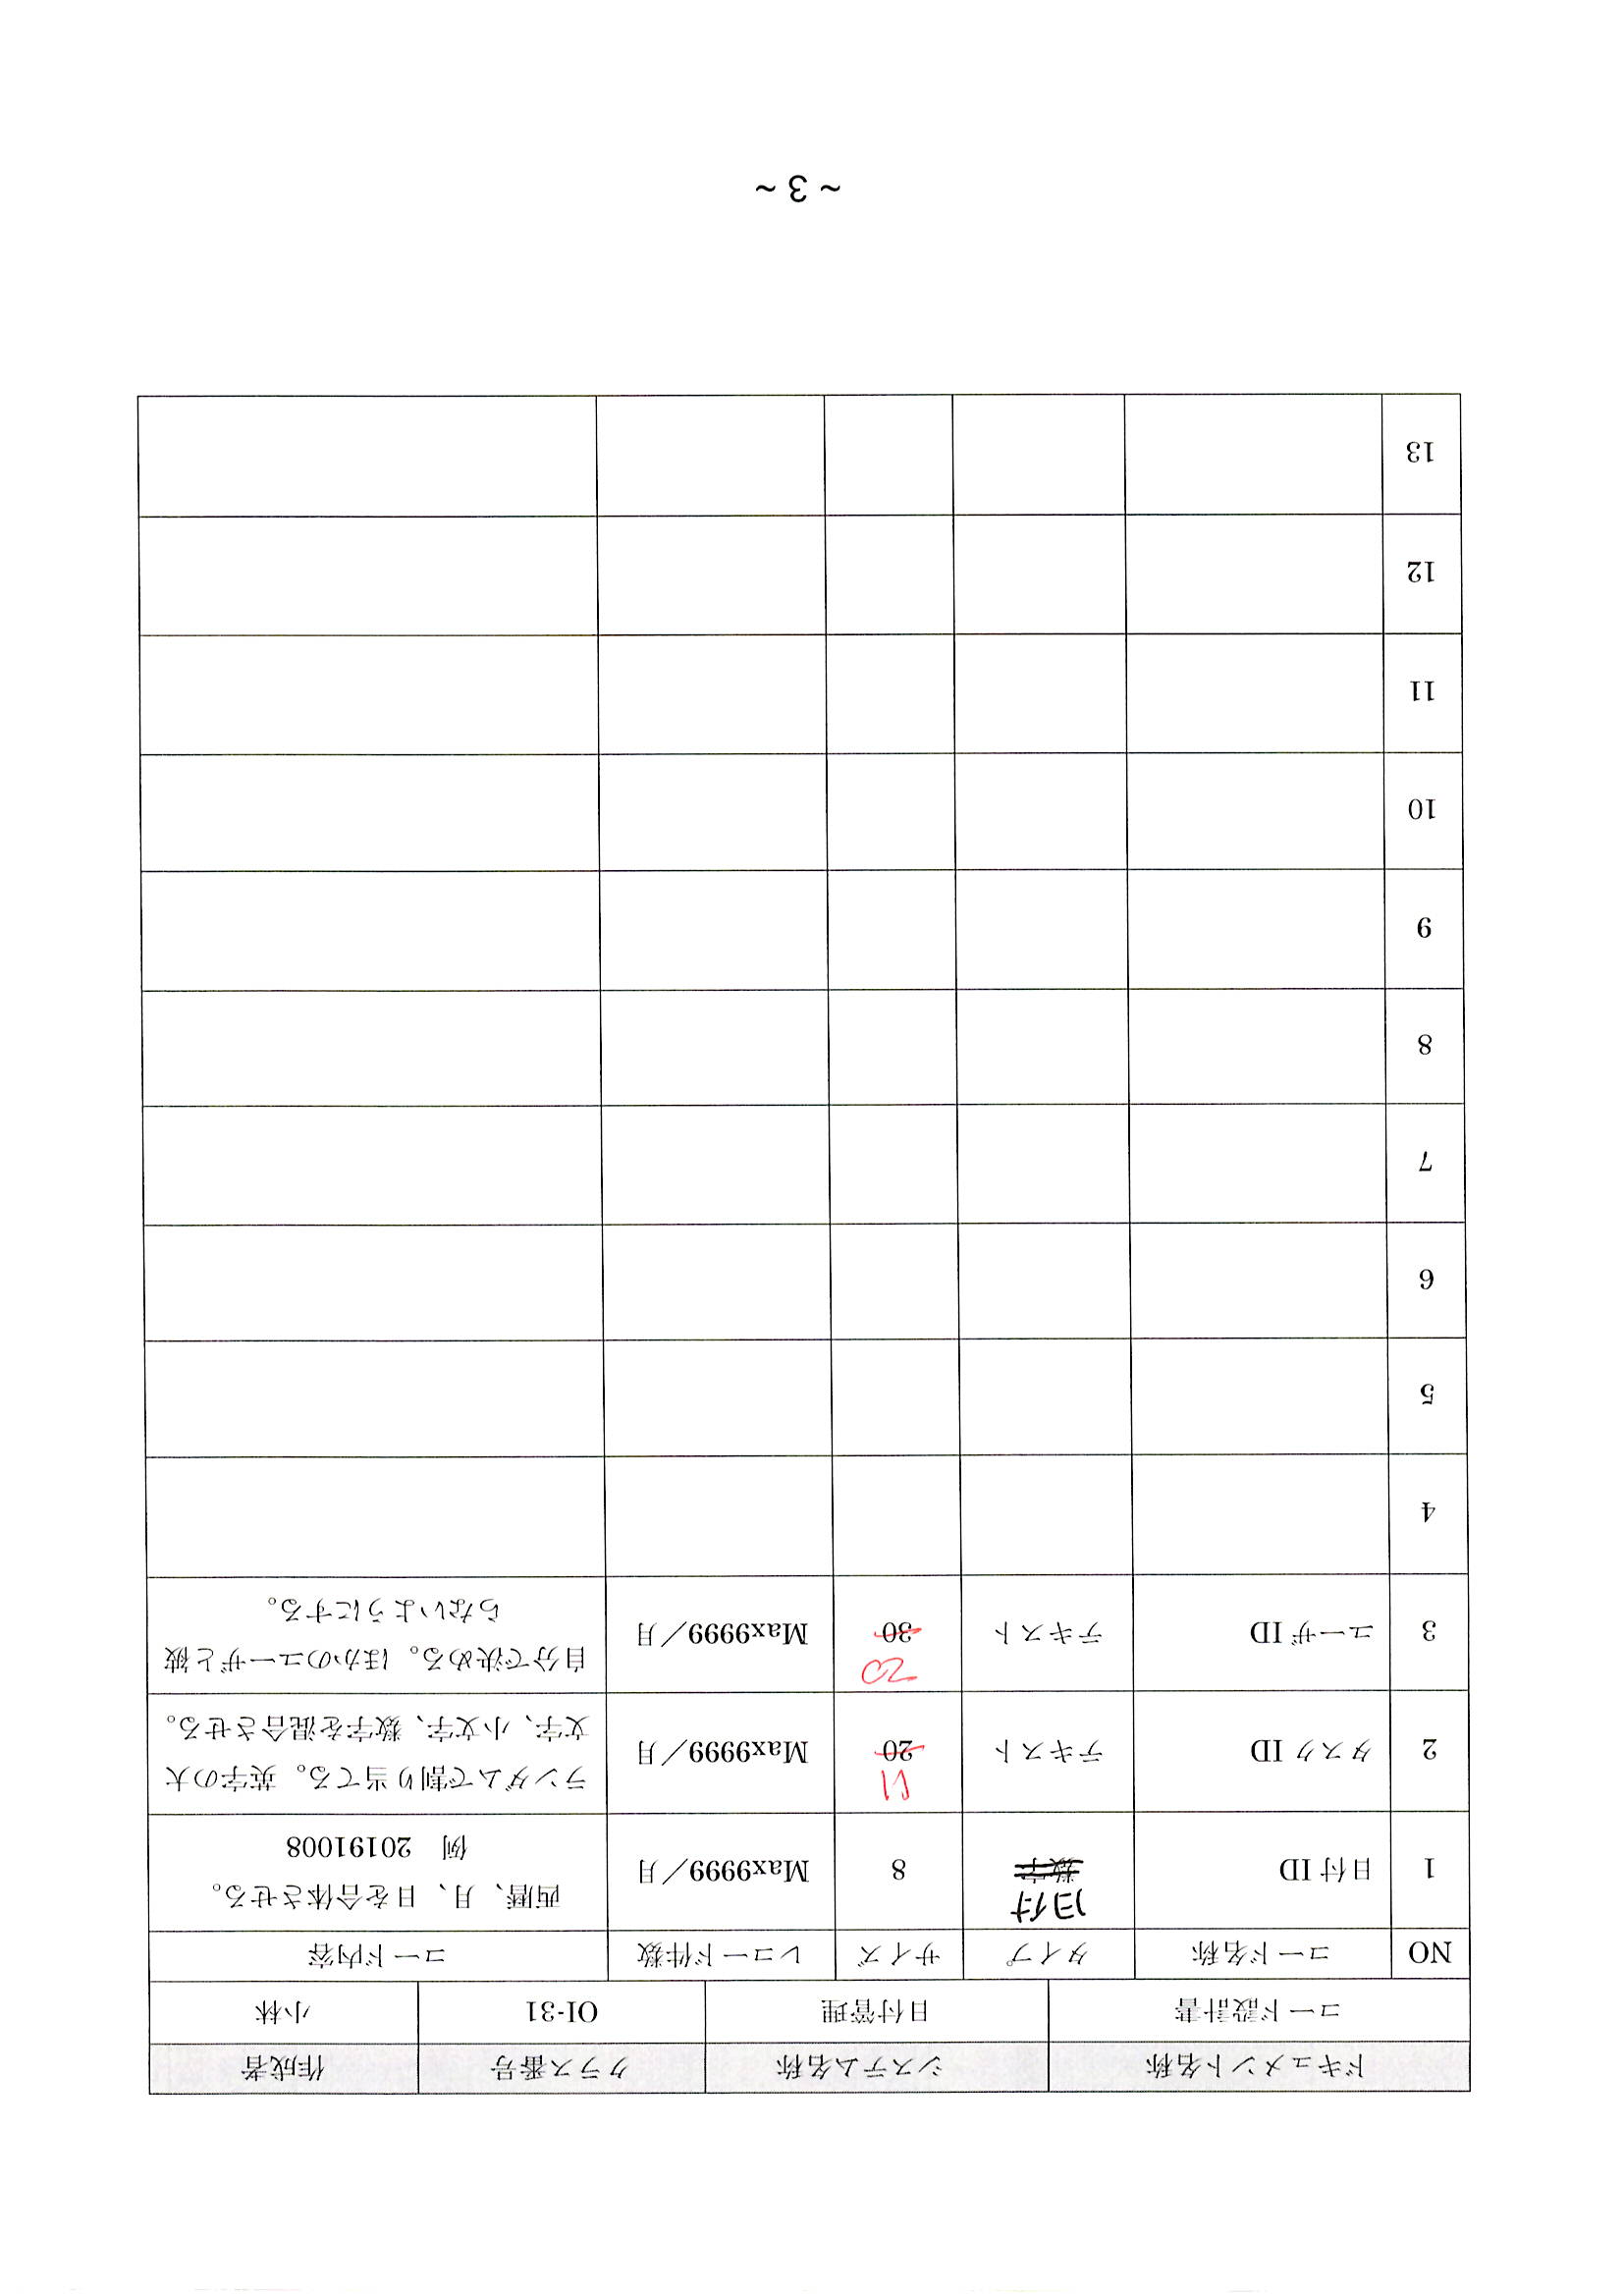 ドキュメント名称 システム名称 クラス番号 作成者
コード設計書 日付管理 OI-31 小林
NO コード名称 タイプ サイズ レコード件数 コード内容
日付
1 日付 ID 数字 8 Max9999／月 西暦、月、日を合体させる。
例 20191008
2 タスク ID テキスト 20 Max9999／月 ランダムで割り当てる。英字の大
文字、小文字、数字を混合させる。
20
3 ユーザ ID テキスト 30 Max9999／月 自分で決める。ほかのユーザと被
らないようにする。
4
5
6
7
8
9
10
11
12
13
~ 3 ~